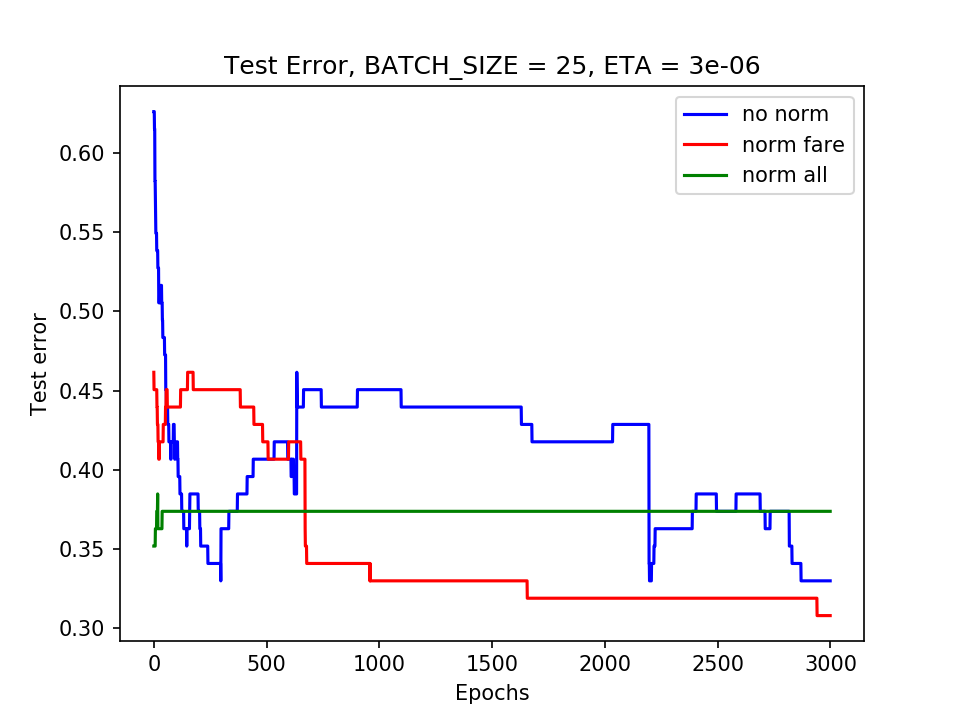 Test Error, BATCH_SIZE = 25, ETA = 3e-06
no norm
norm fare
norm all
0.60
0.55
0.50
0.45
0.40
0.35
0.30
Test error
0
500
1000
1500
2000
2500
3000
Epochs